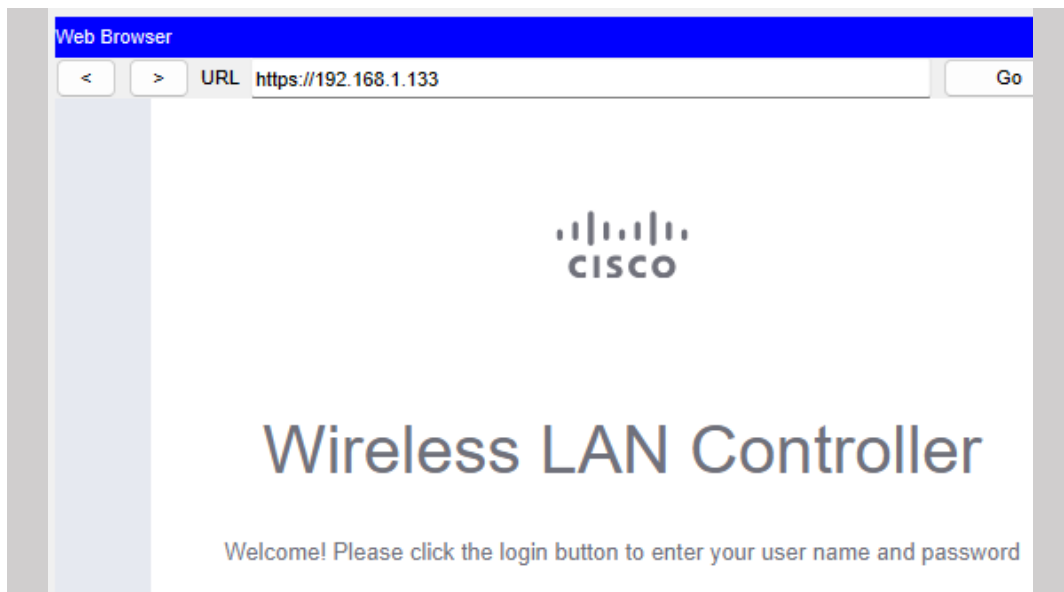 Web Browser
< > URL https://192.168.1.133 Go
CISCO
Wireless LAN Controller
Welcome! Please click the login button to enter your user name and password